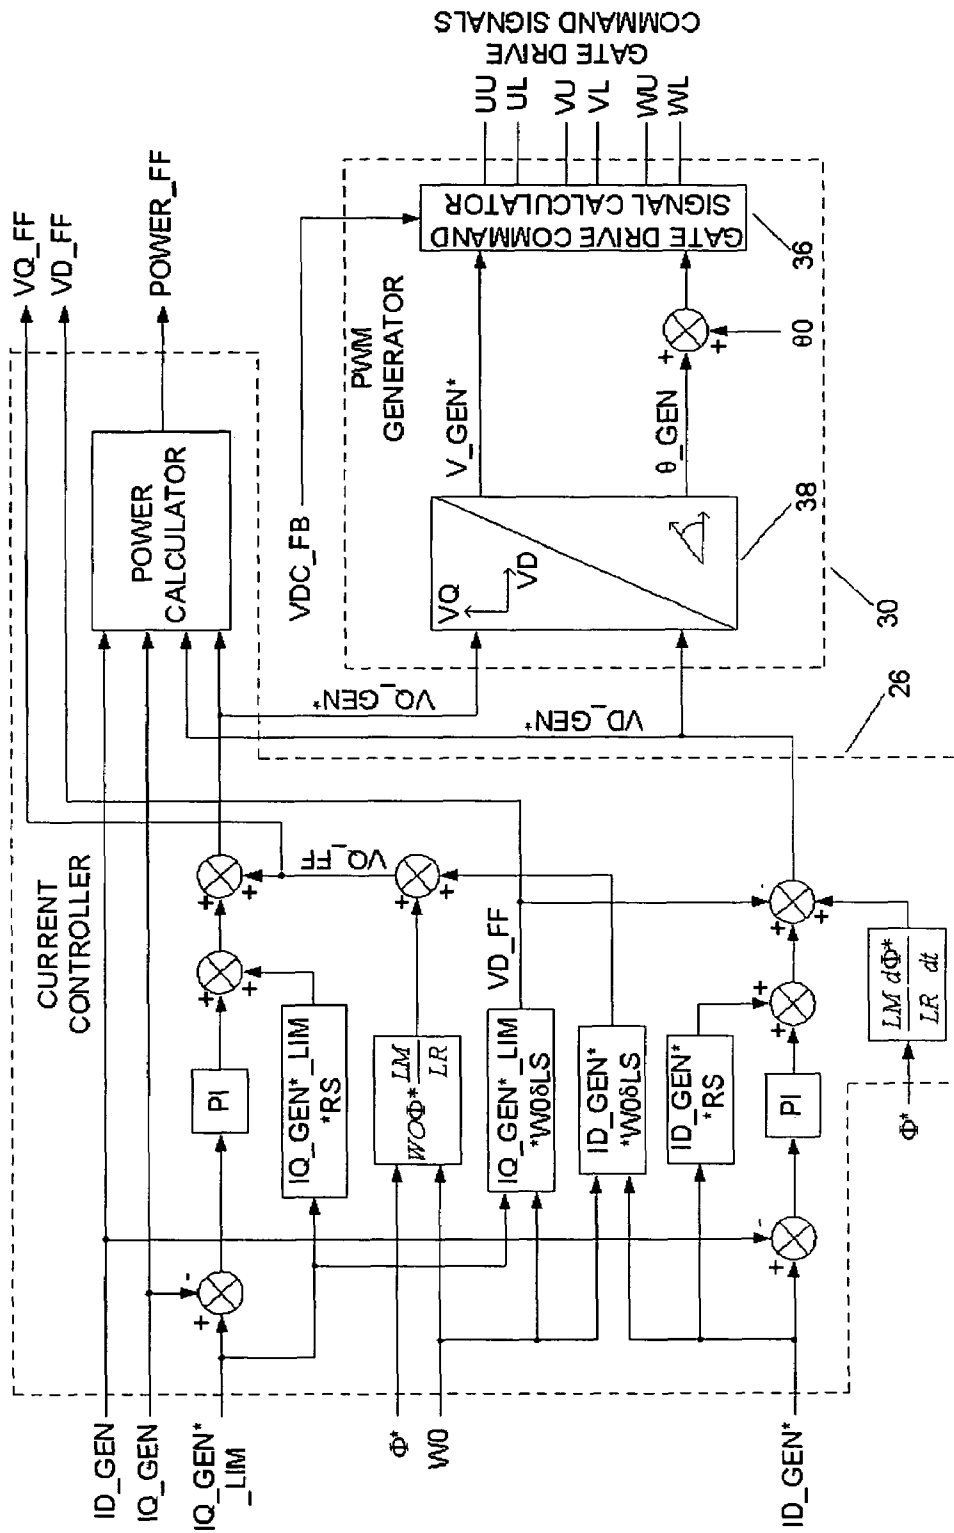 CURRENT
CONTROLLER
ID_GEN
IQ_GEN
IQ_GEN*
_LIM
Φ*
W0
ID_GEN*
PI
IQ_GEN*_LIM
*RS
WOΦ* LM
LR
IQ_GEN*_LIM
*W0δLS
ID_GEN*
*W0δLS
ID_GEN*
*RS
PI
Φ*
LM dΦ*
LR dt
VD_FF
VQ_FF
VQ_FF
VD_FF
POWER
CALCULATOR
POWER_FF
VQ_GEN*
VD_GEN*
26
30
VDC_FB
PWM
GENERATOR
VQ
VD
38
V_GEN*
θ_GEN
θ0
GATE DRIVE COMMAND
SIGNAL CALCULATOR
36
UU
UL
VU
VL
WU
WL
GATE DRIVE
COMMAND SIGNALS